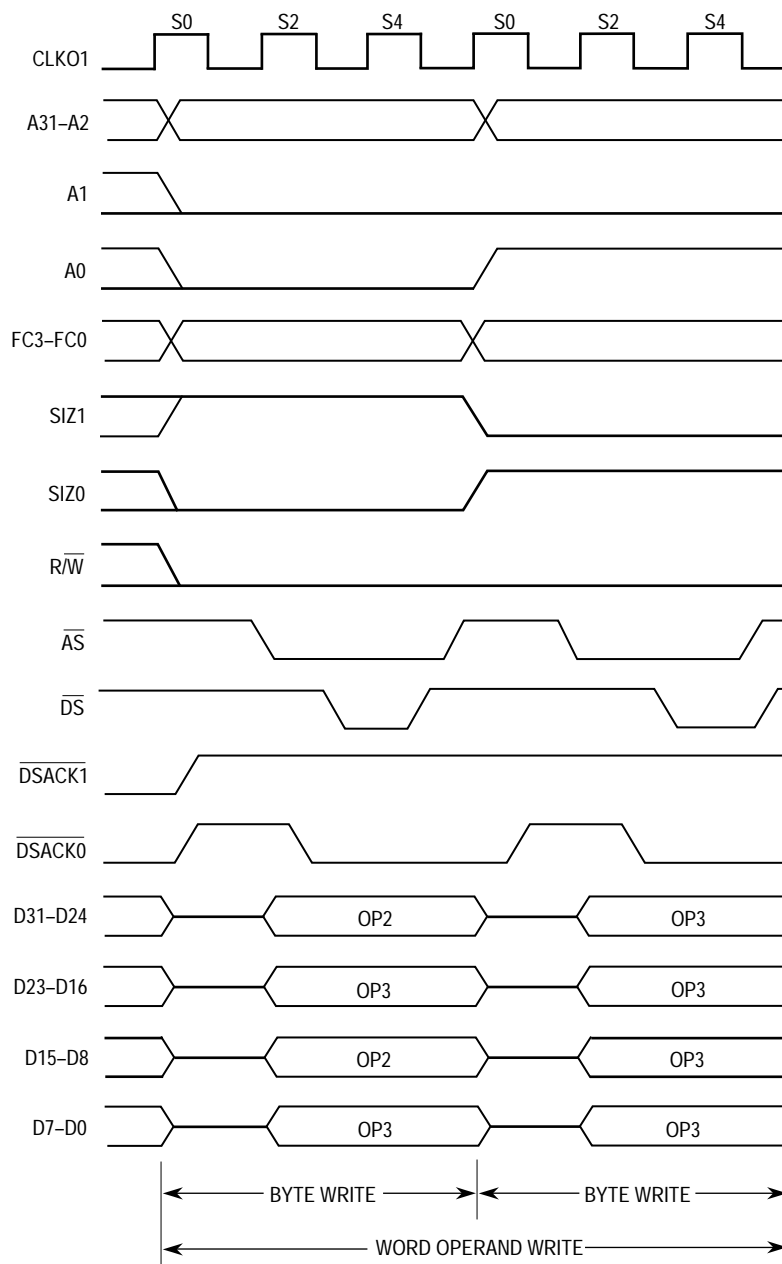 S0 S2 S4 S0 S2 S4
CLKO1
A31–A2
A1
A0
FC3–FC0
SIZ1
SIZ0
R/W
AS
DS
DSACK1
DSACK0
D31–D24 OP2 OP3
D23–D16 OP3 OP3
D15–D8 OP2 OP3
D7–D0 OP3 OP3
BYTE WRITE BYTE WRITE
WORD OPERAND WRITE